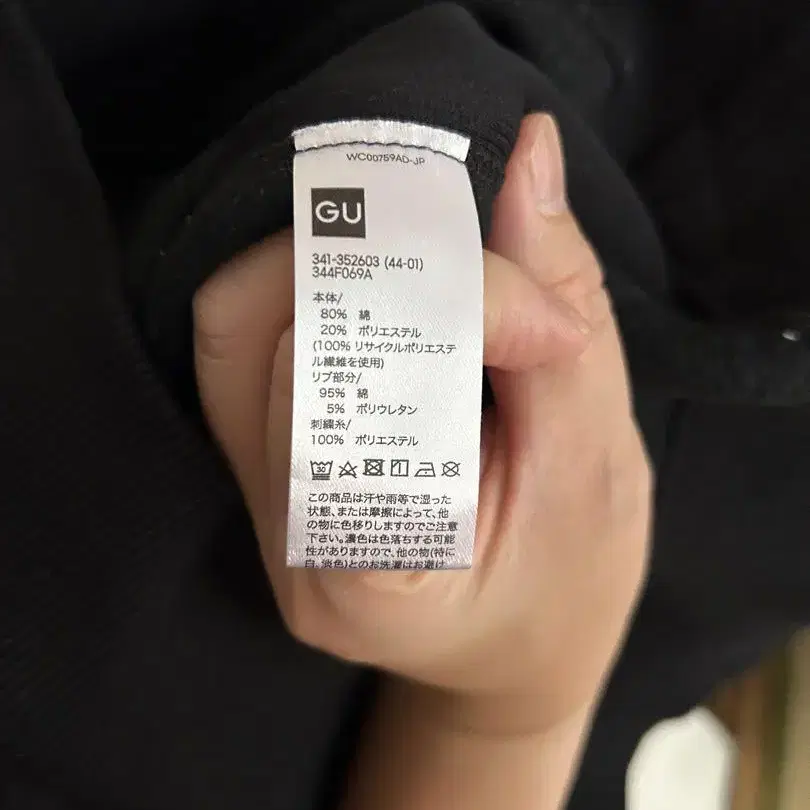 WC00759AD-JP
GU
341-352603 (44-01)
344F069A
本体/
80% 綿
20% ポリエステル
(100% リサイクルポリエステ
ル繊維を使用)
リブ部分/
95% 綿
5% ポリウレタン
刺繍糸/
100% ポリエステル
30
この商品は汗や雨等で湿った
状態、または摩擦によって、他
の物に色移りしますのでご注意
下さい。濃色は色落ちする可能
性がありますので、他の物(特に
白、淡色)とのお洗濯はお避け